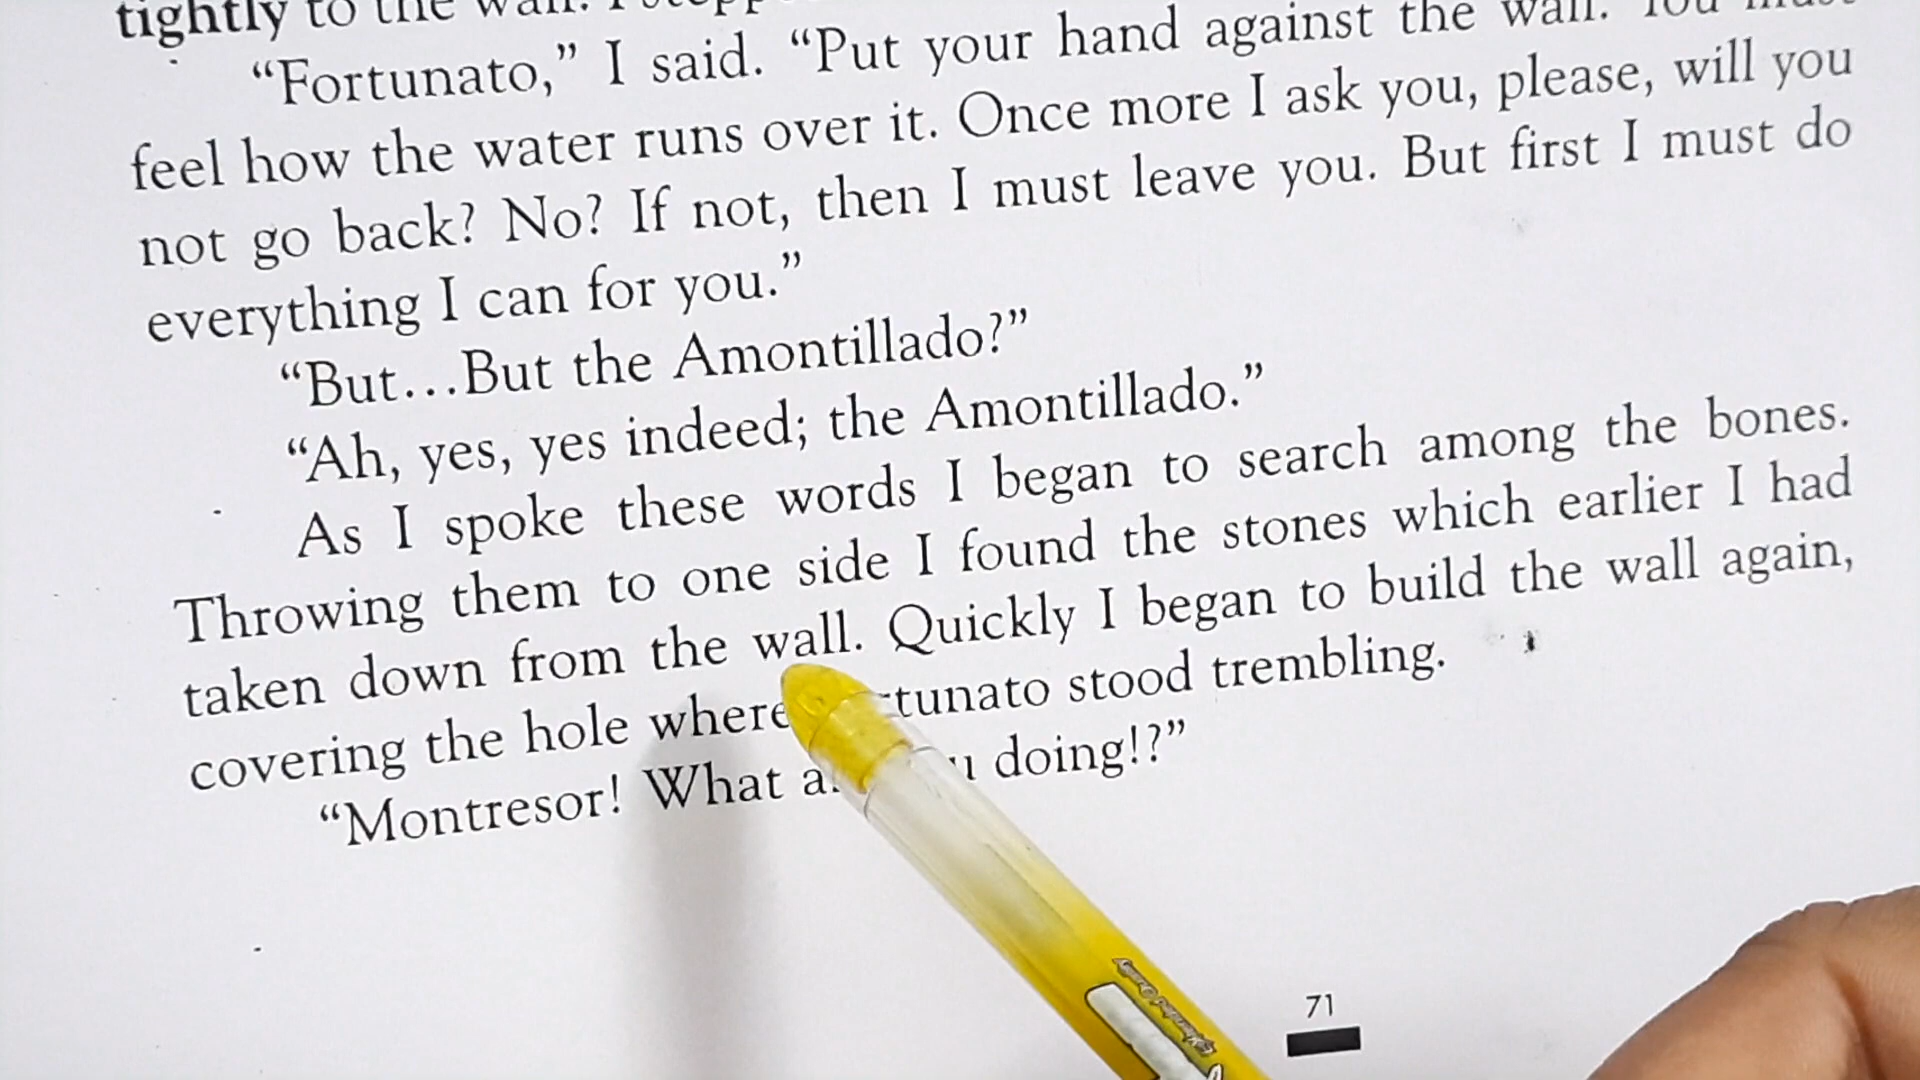 tightly to the wall. I
“Fortunato,” I said. “Put your hand against the wall. You must
feel how the water runs over it. Once more I ask you, please, will you
not go back? No? If not, then I must leave you. But first I must do
everything I can for you.”
“But...But the Amontillado?”
“Ah, yes, yes indeed; the Amontillado.”
As I spoke these words I began to search among the bones.
Throwing them to one side I found the stones which earlier I had
taken down from the wall. Quickly I began to build the wall again,
covering the hole where stood trembling.
“Montresor! What doing!?”
71